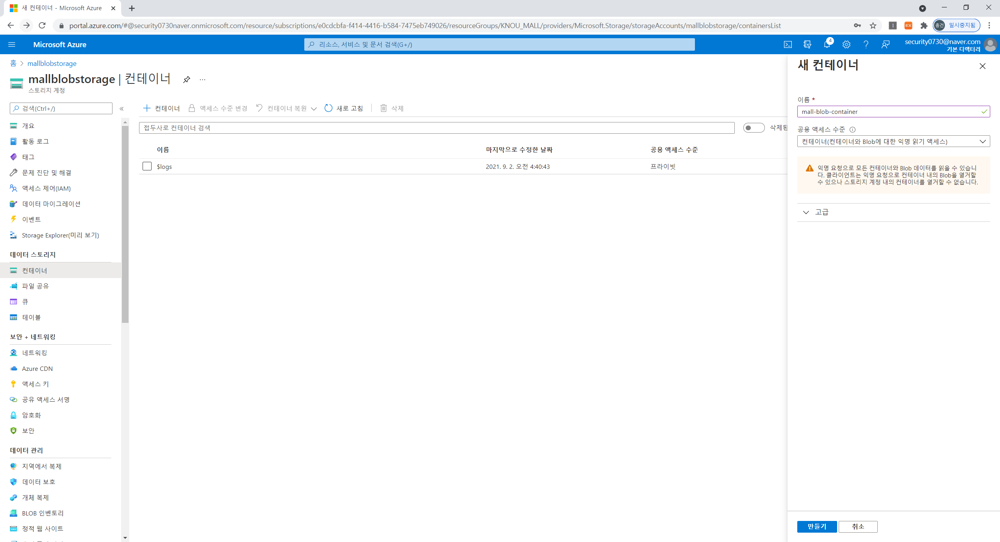 새 컨테이너 - Microsoft Azure
portal.azure.com/#@security0730naver.onmicrosoft.com/resource/subscriptions/e0cdcbfa-f414-4416-b584-7475eb749026/resourceGroups/KNOU_MALL/providers/Microsoft.Storage/storageAccounts/mallblobstorage/containersList
EX
충건 일시중지됨
Microsoft Azure
리소스, 서비스 및 문서 검색(G+/)
4
security0730@naver.com
기본 디렉터리
홈 > mallblobstorage
mallblobstorage | 컨테이너 ...
스토리지 계정
검색(Ctrl+/)
«
개요
활동 로그
태그
문제 진단 및 해결
액세스 제어(IAM)
데이터 마이그레이션
이벤트
Storage Explorer(미리 보기)
데이터 스토리지
컨테이너
파일 공유
큐
테이블
보안 + 네트워킹
네트워킹
Azure CDN
액세스 키
공유 액세스 서명
암호화
보안
데이터 관리
지역에서 복제
데이터 보호
개체 복제
BLOB 인벤토리
정적 웹 사이트
컨테이너 액세스 수준 변경 컨테이너 복원 새로 고침 삭제
접두사로 컨테이너 검색
삭제된
이름 마지막으로 수정한 날짜 공용 액세스 수준
$logs 2021. 9. 2. 오전 4:40:43 프라이빗
새 컨테이너
이름 *
mall-blob-container
공용 액세스 수준
컨테이너(컨테이너와 Blob에 대한 익명 읽기 액세스)
익명 요청으로 모든 컨테이너와 Blob 데이터를 읽을 수 있습니
다. 클라이언트는 익명 요청으로 컨테이너 내의 Blob을 열거할
수 있으나 스토리지 계정 내의 컨테이너를 열거할 수 없습니다.
고급
만들기 취소